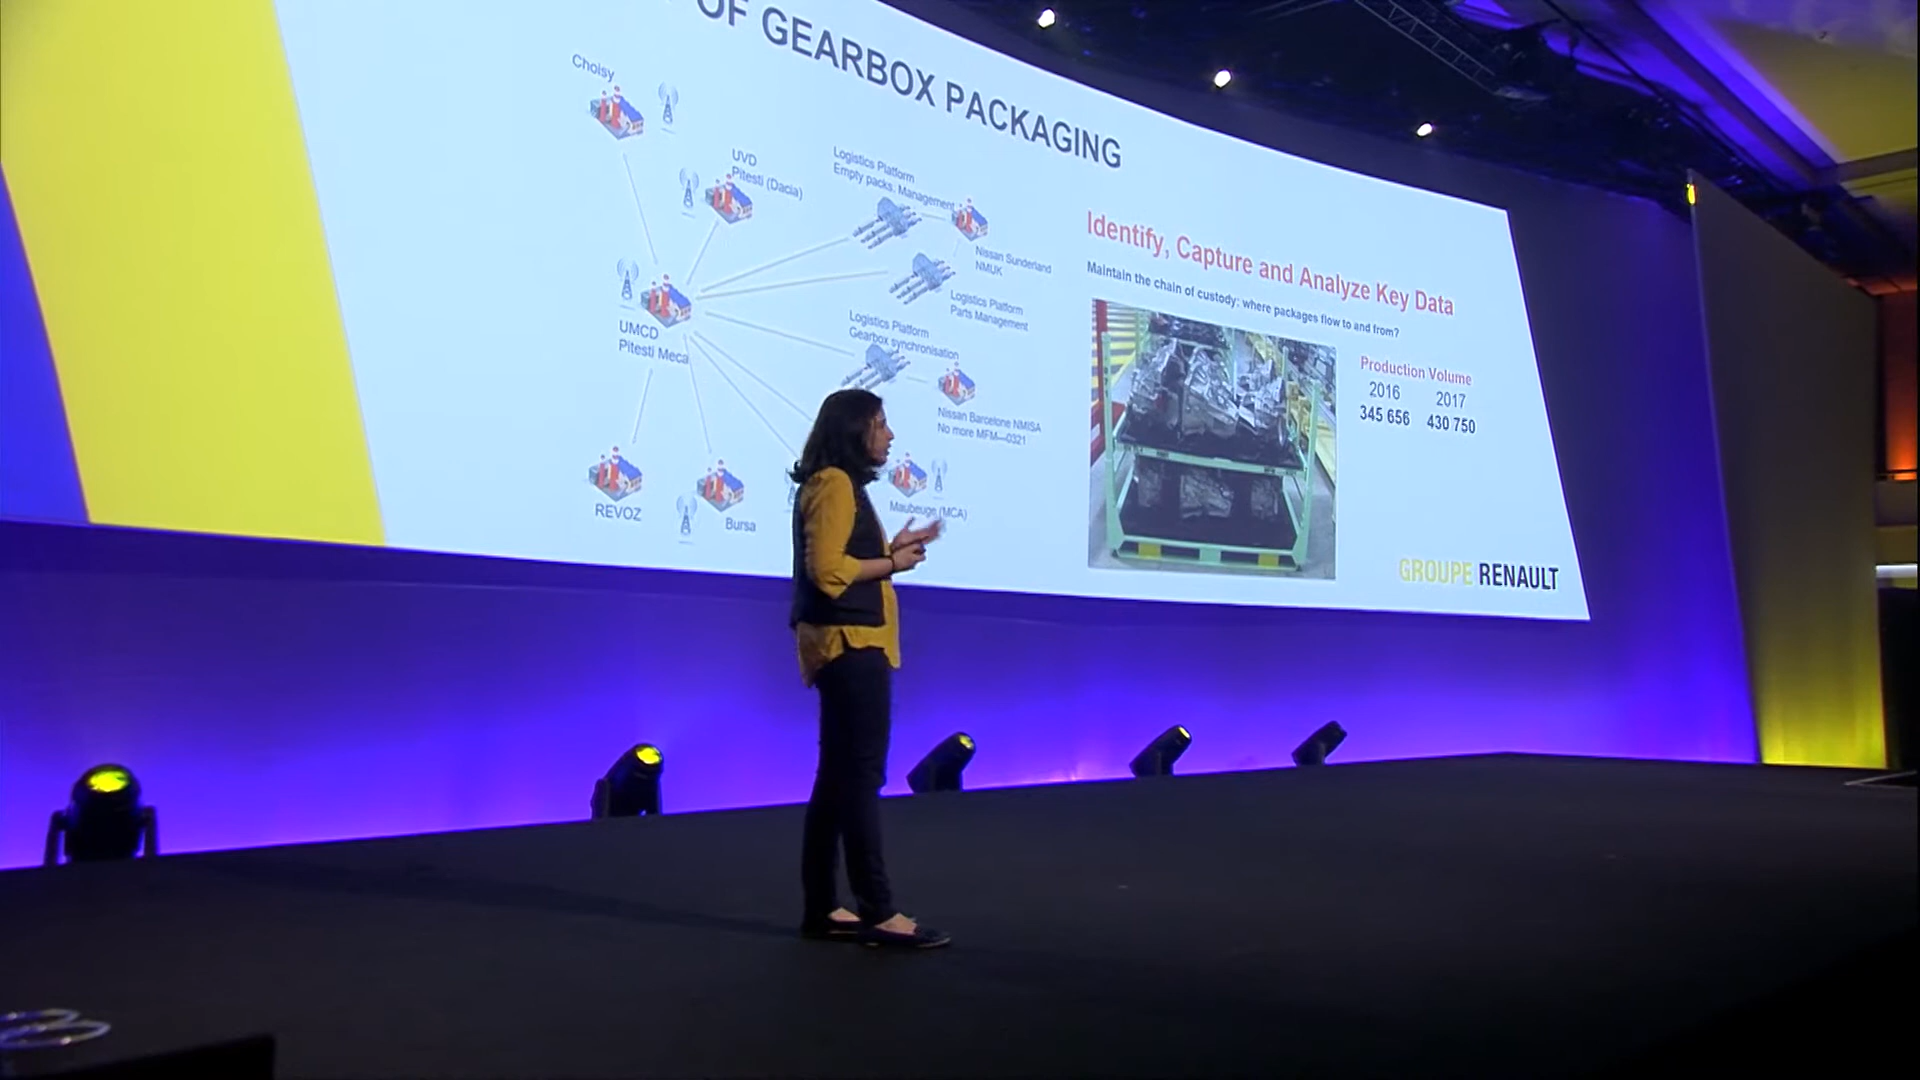 OF GEARBOX PACKAGING
Choisy
UVD
Pitesti (Dacia)
Logistics Platform
Empty packs. Management
Nissan Sunderland
NMUK
Logistics Platform
Parts Management
UMCD
Pitesti Meca
Logistics Platform
Gearbox synchronisation
Nissan Barcelone NMISA
No more MFM—0321
REVOZ
Bursa
Maubeuge (MCA)
Identify, Capture and Analyze Key Data
Maintain the chain of custody: where packages flow to and from?
Production Volume
2016 2017
345 656 430 750
GROUPE RENAULT